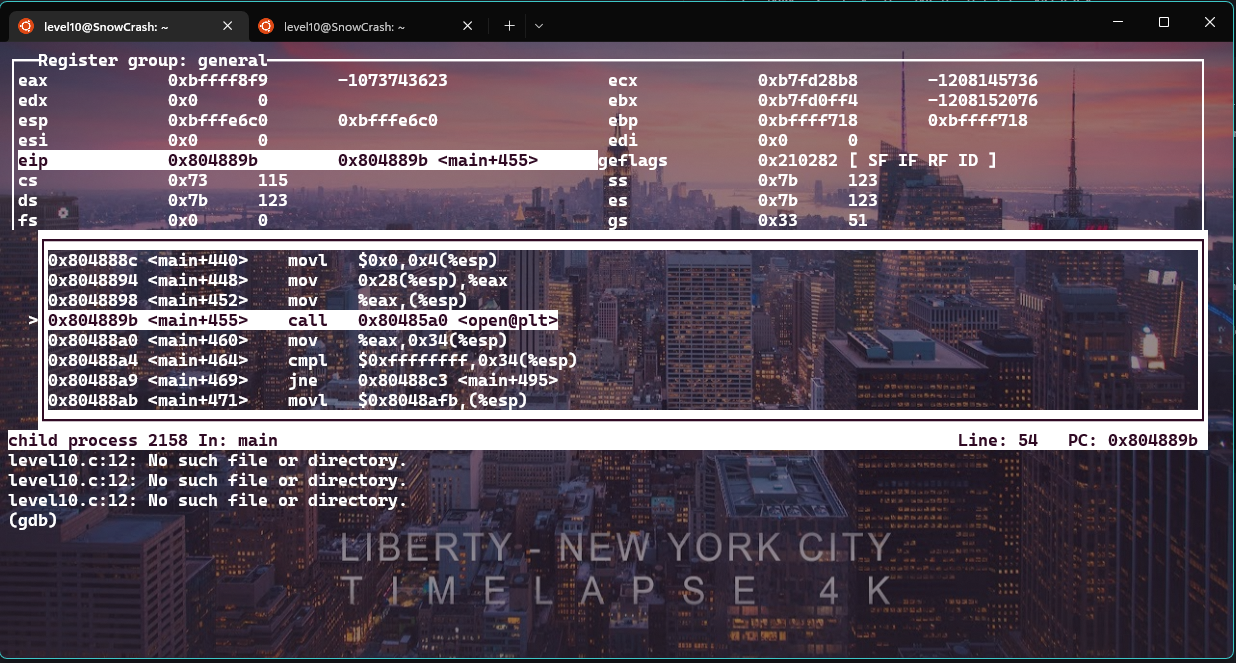 level10@SnowCrash: ~ level10@SnowCrash: ~
Register group: general
eax 0xbffff8f9 -1073743623 ecx 0xb7fd28b8 -1208145736
edx 0x0 0 ebx 0xb7fd0ff4 -1208152076
esp 0xbfffe6c0 0xbfffe6c0 ebp 0xbffff718 0xbffff718
esi 0x0 0 edi 0x0 0
eip 0x804889b 0x804889b <main+455> geflags 0x210282 [ SF IF RF ID ]
cs 0x73 115 ss 0x7b 123
ds 0x7b 123 es 0x7b 123
fs 0x0 0 gs 0x33 51
0x804888c <main+440> movl $0x0,0x4(%esp)
0x8048894 <main+448> mov 0x28(%esp),%eax
0x8048898 <main+452> mov %eax,(%esp)
>0x804889b <main+455> call 0x80485a0 <open@plt>
0x80488a0 <main+460> mov %eax,0x34(%esp)
0x80488a4 <main+464> cmpl $0xffffffff,0x34(%esp)
0x80488a9 <main+469> jne 0x80488c3 <main+495>
0x80488ab <main+471> movl $0x8048afb,(%esp)
child process 2158 In: main Line: 54 PC: 0x804889b
level10.c:12: No such file or directory.
level10.c:12: No such file or directory.
level10.c:12: No such file or directory.
(gdb)
LIBERTY - NEW YORK CITY
TIMELAPSE 4K